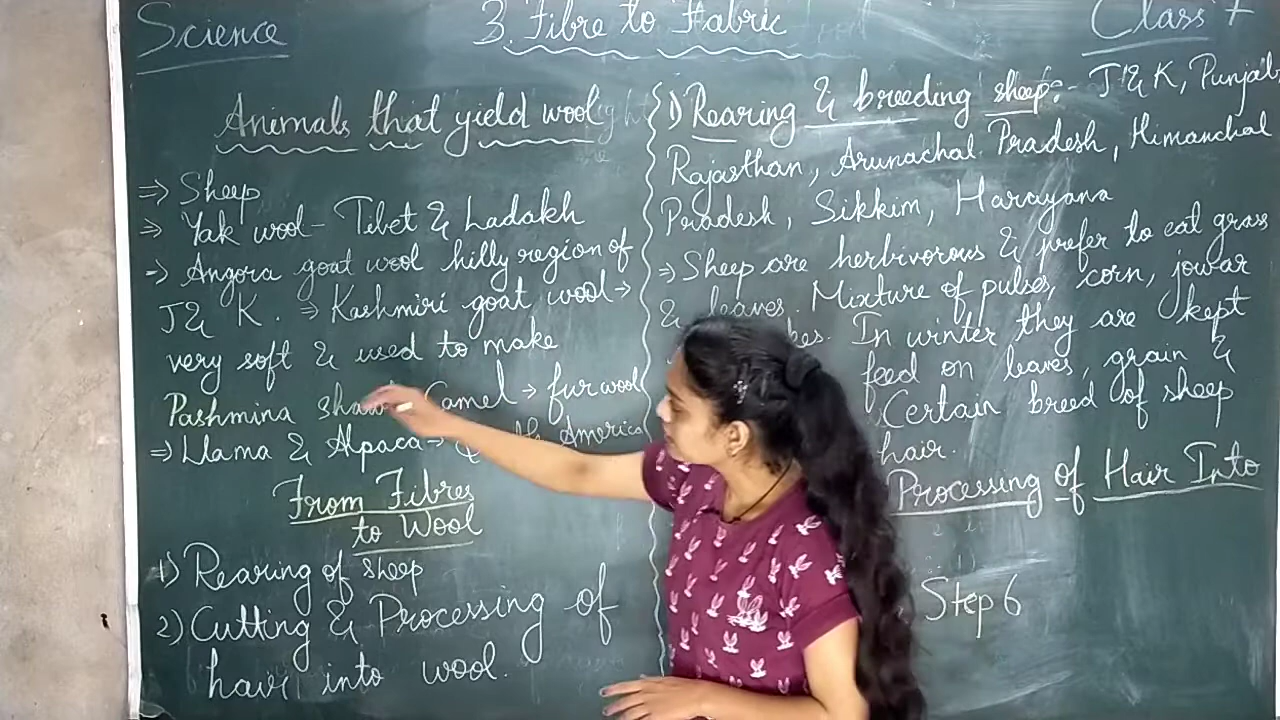 Science
3. Fibre to Fabric
Class 7
Animals that yield wool
⇒ Sheep
⇒ Yak wool- Tibet & Ladakh
→ Angora goat wool hilly region of
J & K. ⇒ Kashmiri goat wool →
very soft & used to make
Pashmina Camel → fur wool
⇒ Llama & Alpaca → America
From Fibres
to Wool
1) Rearing of sheep
2) Cutting & Processing of
hair into wool.
1) Rearing & breeding sheep:- J & K, Punjab
Rajasthan, Arunachal Pradesh, Himanchal
Pradesh, Sikkim, Harayana
⇒ Sheep are herbivorous & prefer to eat grass
& leaves. Mixture of pulses, corn, jowar
In winter they are kept
feed on leaves, grain &
Certain breed of sheep
hair.
Processing of Hair Into
Step 6